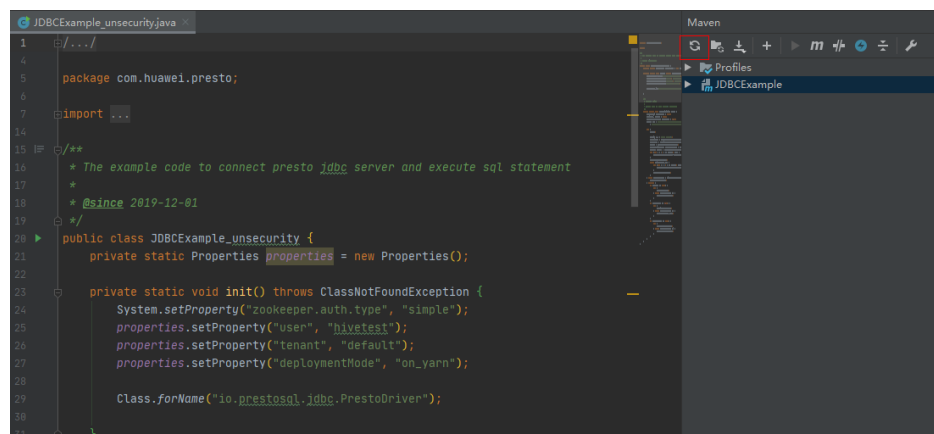 JDBCExample_unsecurity.java
Maven
1 /.../
4
5 package com.huawei.presto;
6
7 import ...
14
15 /**
16 * The example code to connect presto jdbc server and execute sql statement
17 *
18 * @since 2019-12-01
19 */
20 public class JDBCExample_unsecurity {
21 private static Properties properties = new Properties();
22
23 private static void init() throws ClassNotFoundException {
24 System.setProperty("zookeeper.auth.type", "simple");
25 properties.setProperty("user", "hivetest");
26 properties.setProperty("tenant", "default");
27 properties.setProperty("deploymentMode", "on_yarn");
28
29 Class.forName("io.prestosql.jdbc.PrestoDriver");
30
31 }
m
Profiles
JDBCExample